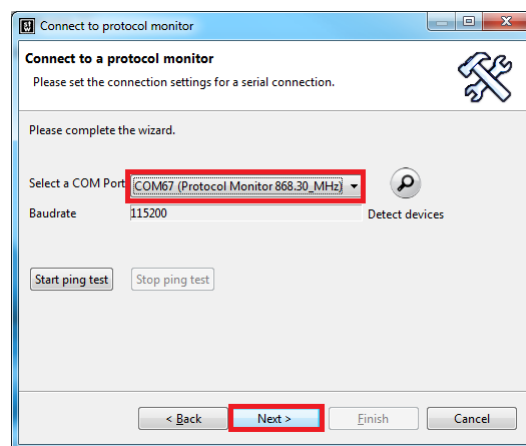 Connect to protocol monitor
Connect to a protocol monitor
Please set the connection settings for a serial connection.
Please complete the wizard.
Select a COM Port COM67 (Protocol Monitor 868.30_MHz)
Baudrate 115200 Detect devices
Start ping test Stop ping test
< Back Next > Finish Cancel